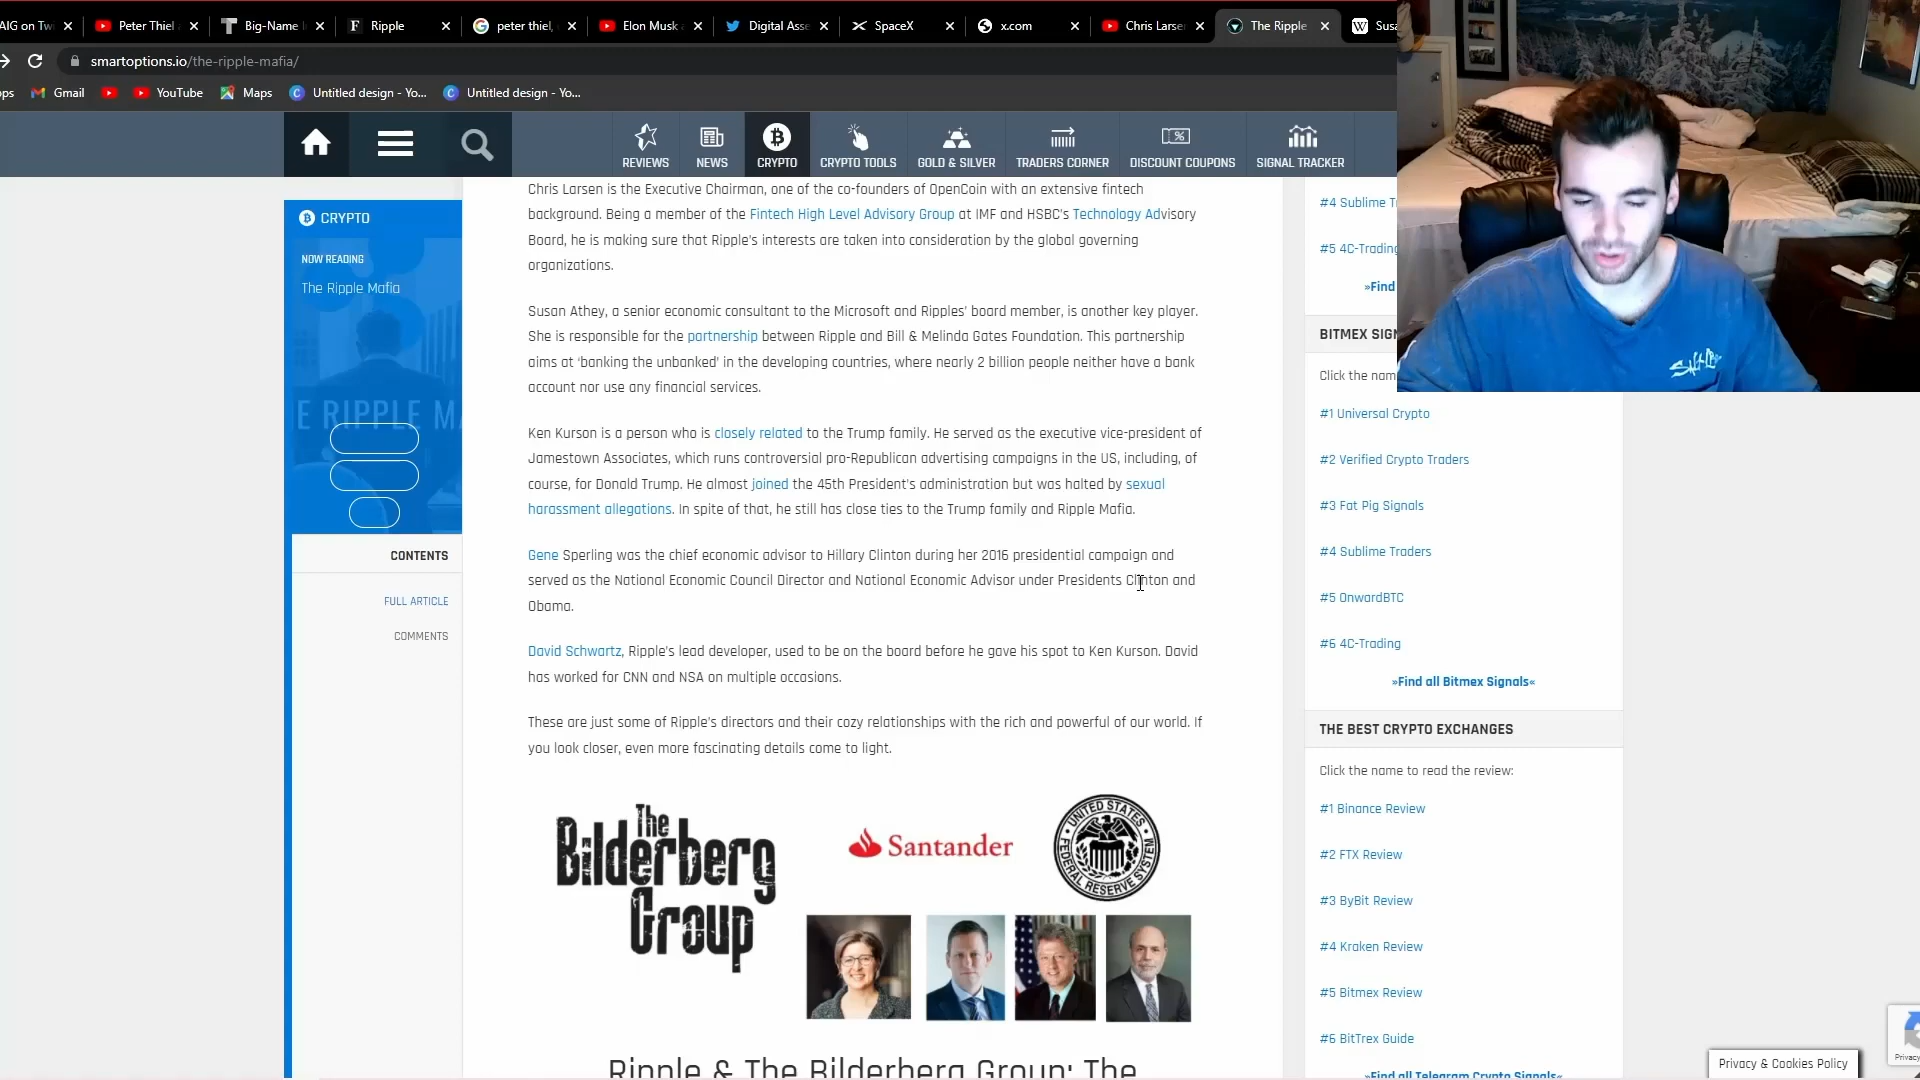 AIG on Tw
Peter Thiel
Big-Name I
Ripple
peter thiel,
Elon Musk
Digital Asse
SpaceX
x.com
Chris Larse
The Ripple
Susa
smartoptions.io/the-ripple-mafia/
ps
Gmail
YouTube
Maps
Untitled design - Yo...
Untitled design - Yo...
REVIEWS
NEWS
CRYPTO
CRYPTO TOOLS
GOLD & SILVER
TRADERS CORNER
DISCOUNT COUPONS
SIGNAL TRACKER
CRYPTO
NOW READING
The Ripple Mafia
E RIPPLE MA
CONTENTS
FULL ARTICLE
COMMENTS
Chris Larsen is the Executive Chairman, one of the co-founders of OpenCoin with an extensive fintech
background. Being a member of the Fintech High Level Advisory Group at IMF and HSBC's Technology Advisory
Board, he is making sure that Ripple's interests are taken into consideration by the global governing
organizations.
Susan Athey, a senior economic consultant to the Microsoft and Ripples' board member, is another key player.
She is responsible for the partnership between Ripple and Bill & Melinda Gates Foundation. This partnership
aims at 'banking the unbanked' in the developing countries, where nearly 2 billion people neither have a bank
account nor use any financial services.
Ken Kurson is a person who is closely related to the Trump family. He served as the executive vice-president of
Jamestown Associates, which runs controversial pro-Republican advertising campaigns in the US, including, of
course, for Donald Trump. He almost joined the 45th President's administration but was halted by sexual
harassment allegations. In spite of that, he still has close ties to the Trump family and Ripple Mafia.
Gene Sperling was the chief economic advisor to Hillary Clinton during her 2016 presidential campaign and
served as the National Economic Council Director and National Economic Advisor under Presidents Clinton and
Obama.
David Schwartz, Ripple's lead developer, used to be on the board before he gave his spot to Ken Kurson. David
has worked for CNN and NSA on multiple occasions.
These are just some of Ripple's directors and their cozy relationships with the rich and powerful of our world. If
you look closer, even more fascinating details come to light.
The
Bilderberg
Group
Santander
UNITED STATES
FEDERAL RESERVE SYSTEM
Ripple & The Bilderberg Group: The
#4 Sublime Tr
#5 4C-Trading
»Find
BITMEX SIGN
Click the nam
#1 Universal Crypto
#2 Verified Crypto Traders
#3 Fat Pig Signals
#4 Sublime Traders
#5 OnwardBTC
#6 4C-Trading
»Find all Bitmex Signals«
THE BEST CRYPTO EXCHANGES
Click the name to read the review:
#1 Binance Review
#2 FTX Review
#3 ByBit Review
#4 Kraken Review
#5 Bitmex Review
#6 BitTrex Guide
»Find all Telegram Crypto Signals«
Privacy & Cookies Policy
Privacy